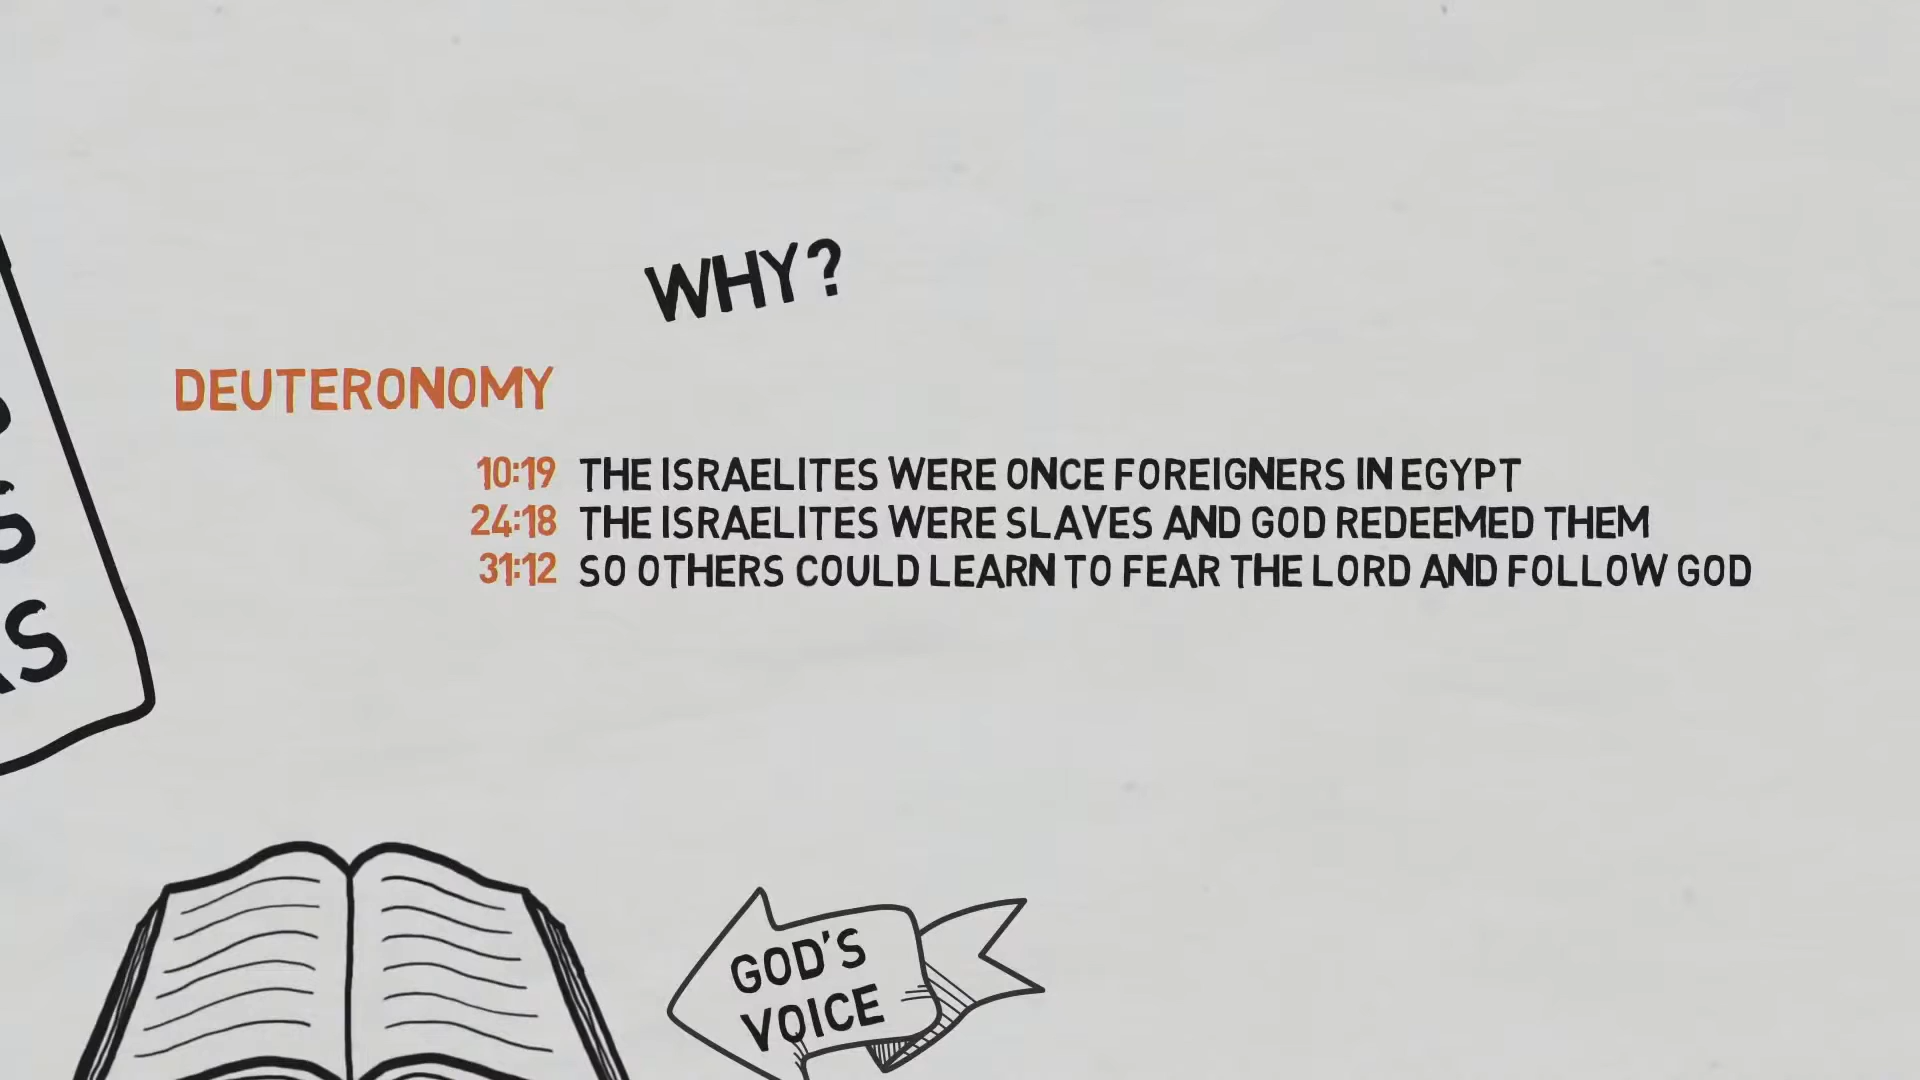 WHY?
DEUTERONOMY
10:19 THE ISRAELITES WERE ONCE FOREIGNERS IN EGYPT
24:18 THE ISRAELITES WERE SLAVES AND GOD REDEEMED THEM
31:12 SO OTHERS COULD LEARN TO FEAR THE LORD AND FOLLOW GOD
GOD'S
VOICE